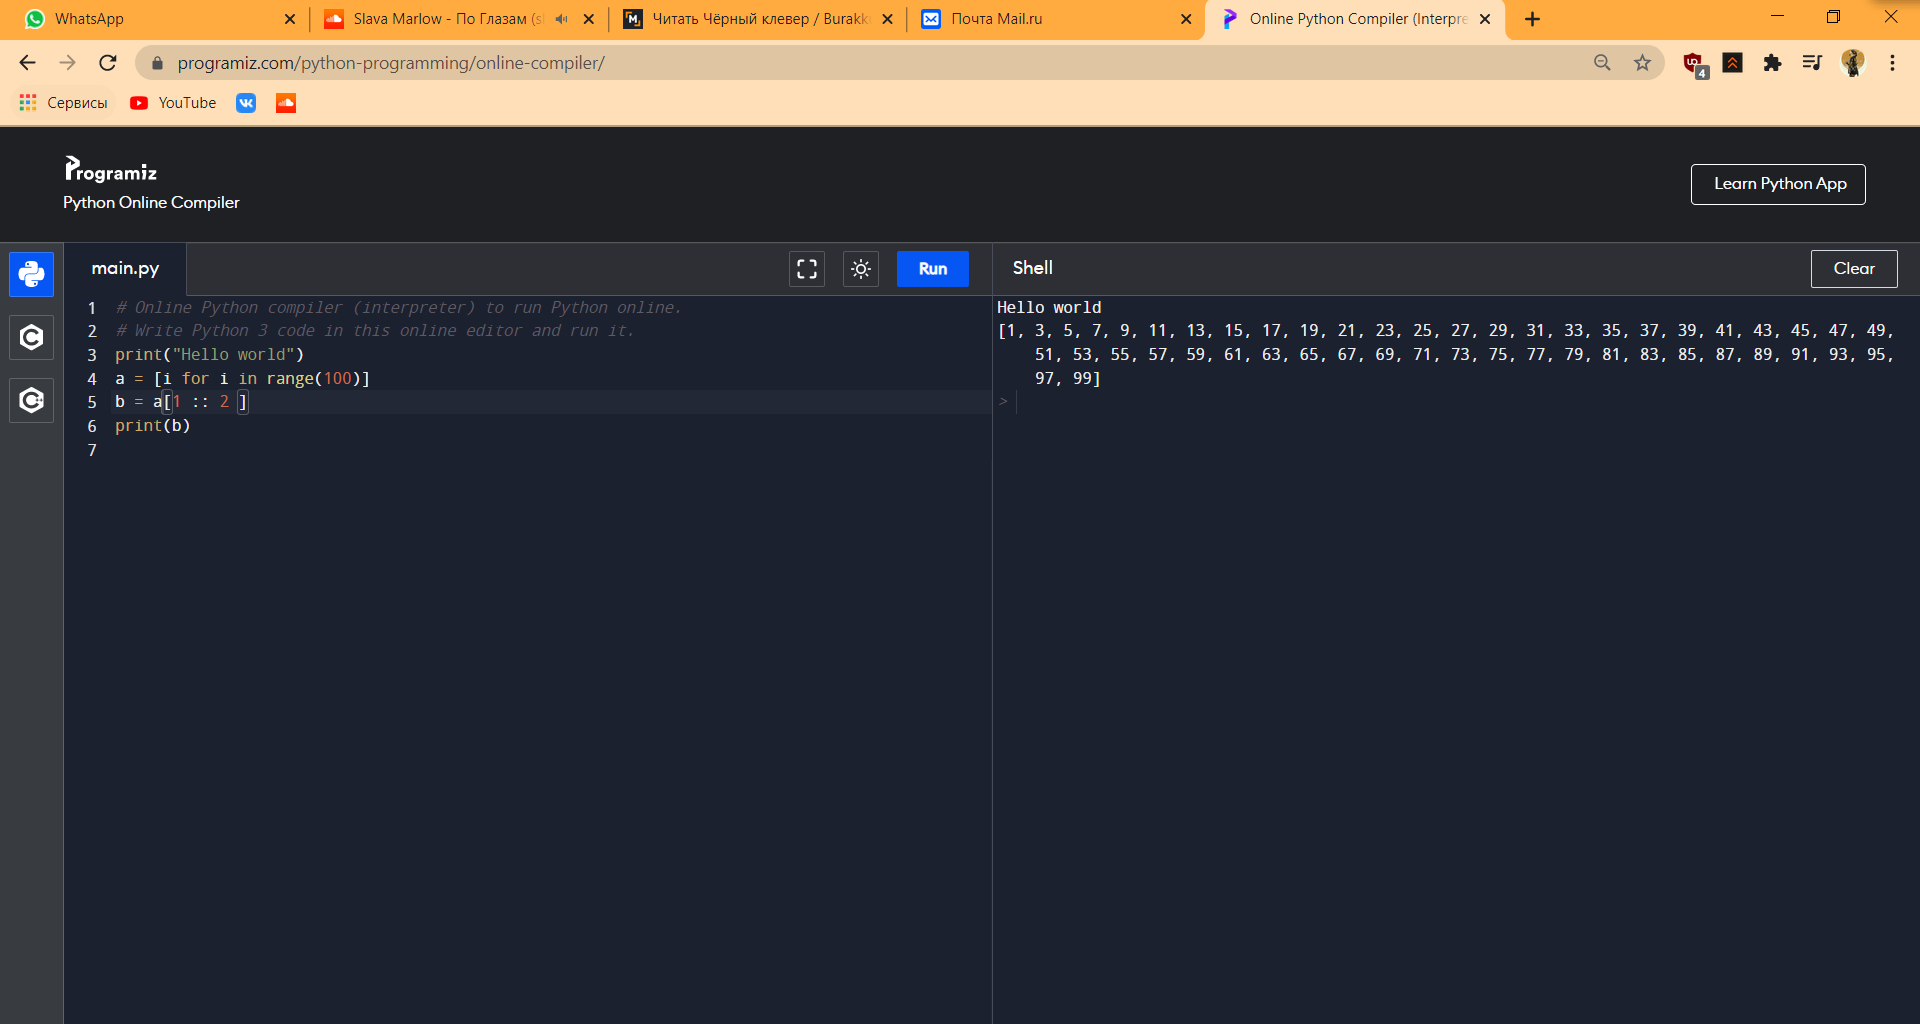 WhatsApp
Slava Marlow - По Глазам (s
Читать Чёрный клевер / Burakk
Почта Mail.ru
Online Python Compiler (Interpre
programiz.com/python-programming/online-compiler/
4
Сервисы
YouTube
Programiz
Python Online Compiler
Learn Python App
main.py
Run
Shell
Clear
1 # Online Python compiler (interpreter) to run Python online.
2 # Write Python 3 code in this online editor and run it.
3 print("Hello world")
4 a = [i for i in range(100)]
5 b = a[1 :: 2 ]
6 print(b)
7
Hello world
[1, 3, 5, 7, 9, 11, 13, 15, 17, 19, 21, 23, 25, 27, 29, 31, 33, 35, 37, 39, 41, 43, 45, 47, 49,
51, 53, 55, 57, 59, 61, 63, 65, 67, 69, 71, 73, 75, 77, 79, 81, 83, 85, 87, 89, 91, 93, 95,
97, 99]
>